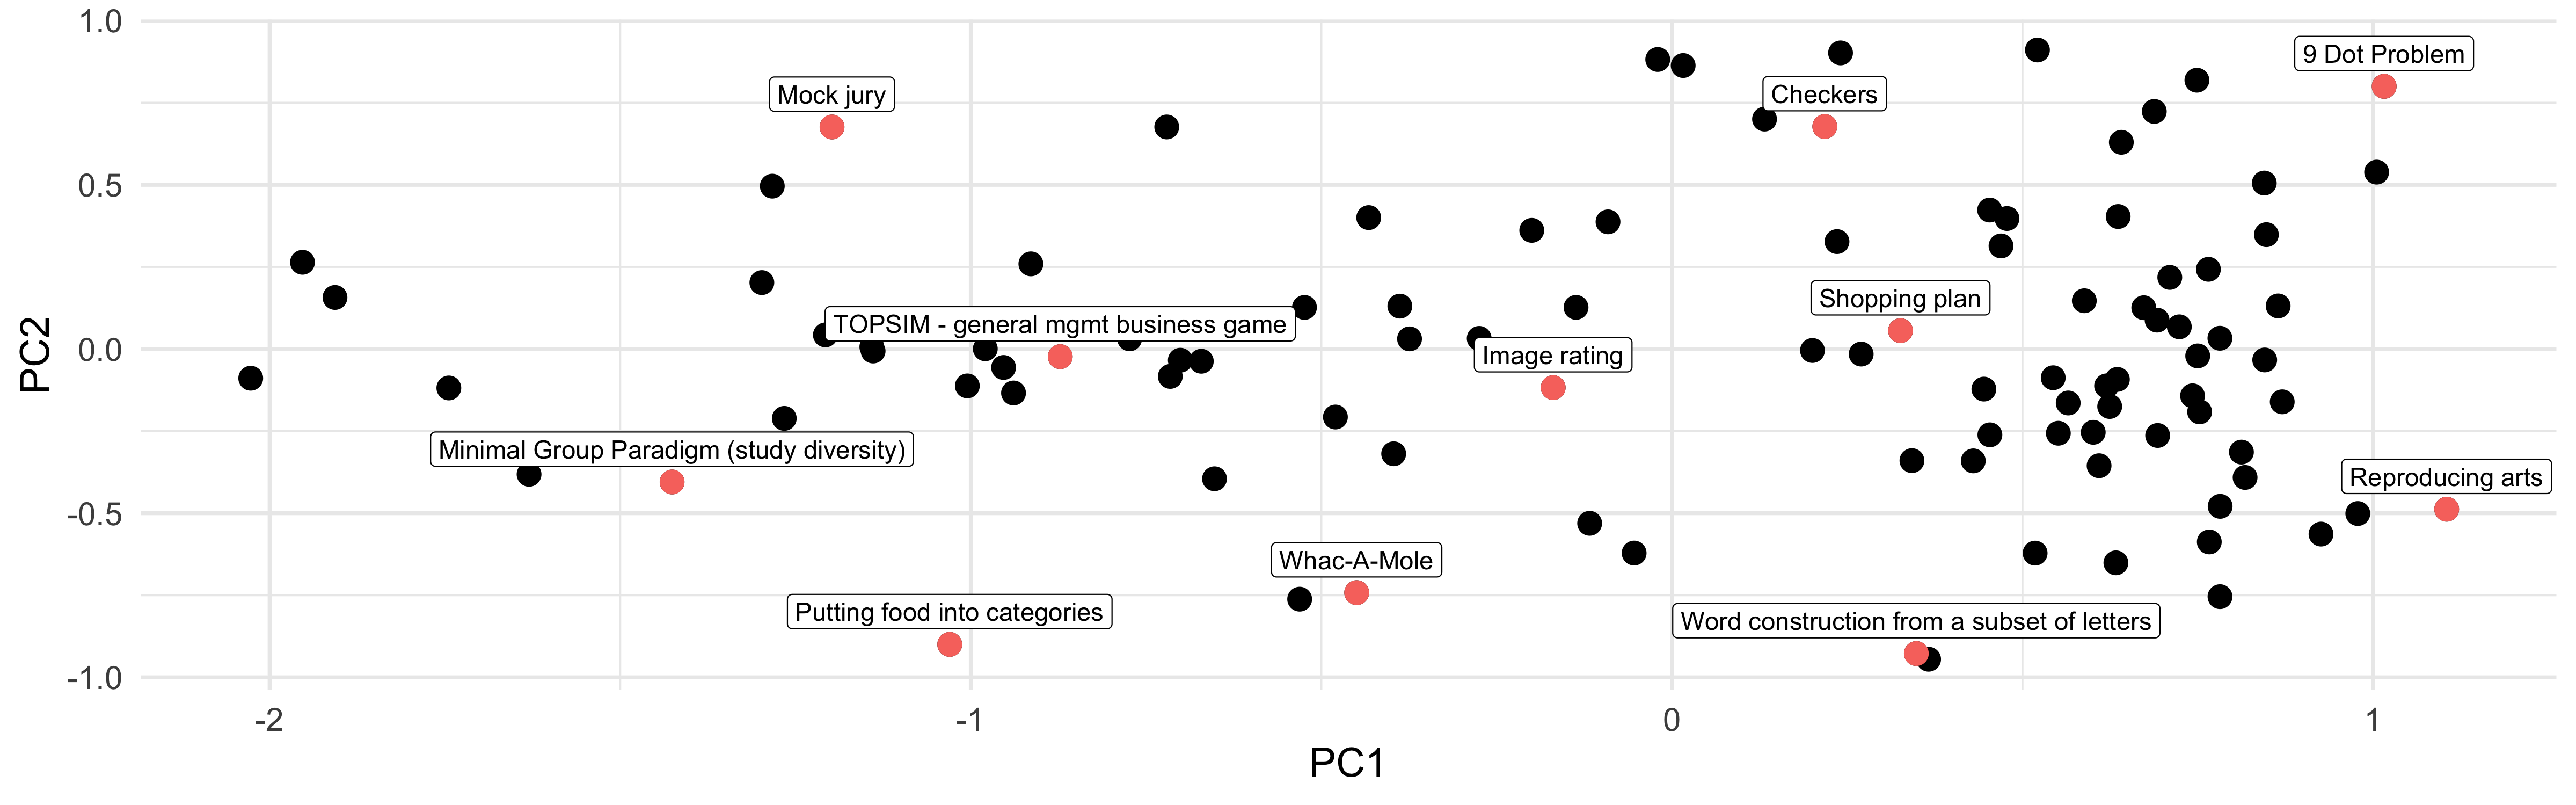 1.0
9 Dot Problem
Mock jury
Checkers
0.5
Shopping plan
TOPSIM - general mgmt business game
0.0
Image rating
PC2
Minimal Group Paradigm (study diversity)
Reproducing arts
-0.5
Whac-A-Mole
Putting food into categories
Word construction from a subset of letters
-1.0
-2 -1 0 1
PC1